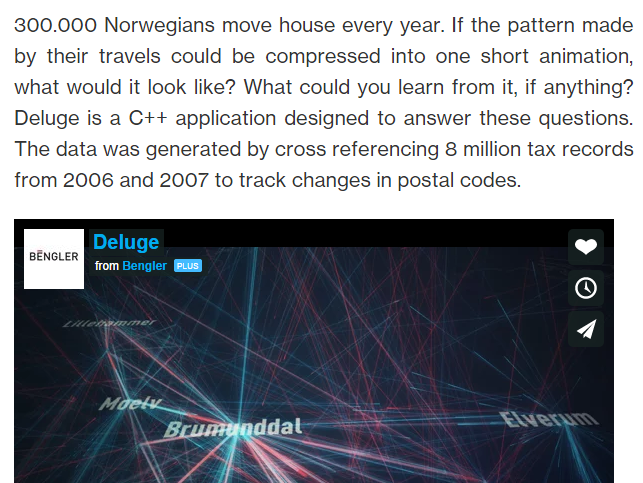 300.000 Norwegians move house every year. If the pattern made
by their travels could be compressed into one short animation,
what would it look like? What could you learn from it, if anything?
Deluge is a C++ application designed to answer these questions.
The data was generated by cross referencing 8 million tax records
from 2006 and 2007 to track changes in postal codes.
BENGLER
Deluge
from Bengler PLUS
Lillehammer
Moelv
Brumunddal
Elverum